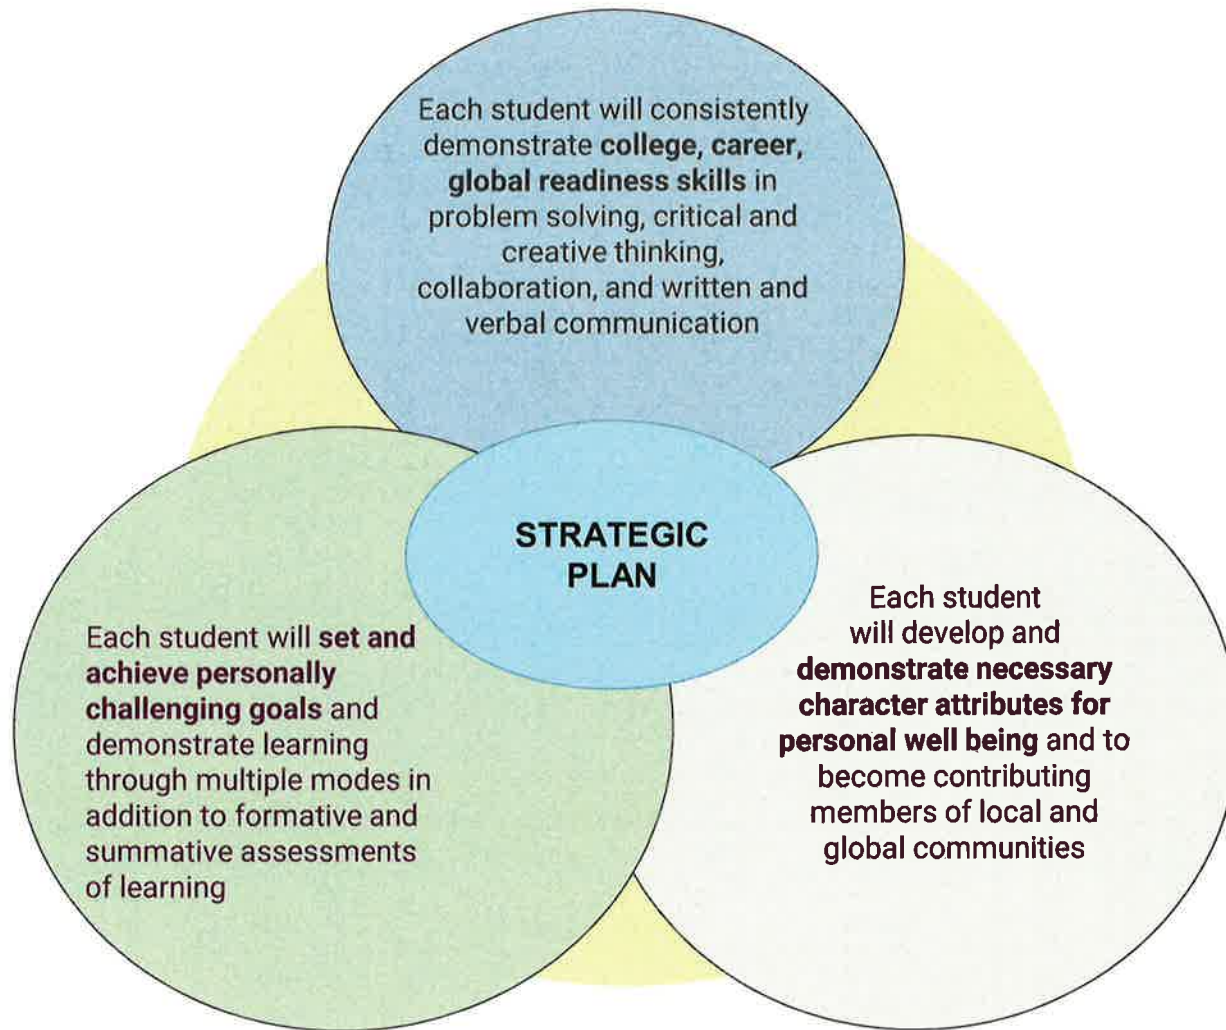 Each student will consistently
demonstrate college, career,
global readiness skills in
problem solving, critical and
creative thinking,
collaboration, and written and
verbal communication
STRATEGIC
PLAN
Each student will set and
achieve personally
challenging goals and
demonstrate learning
through multiple modes in
addition to formative and
summative assessments
of learning
Each student
will develop and
demonstrate necessary
character attributes for
personal well being and to
become contributing
members of local and
global communities